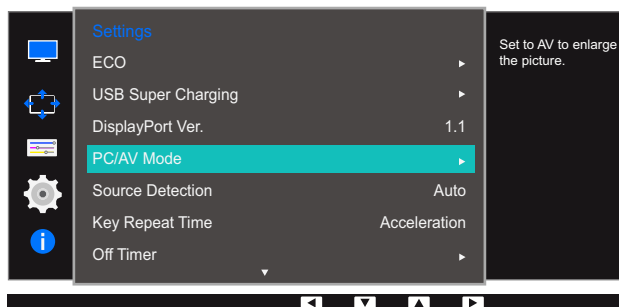 Settings
ECO
USB Super Charging
DisplayPort Ver. 1.1
PC/AV Mode
Source Detection Auto
Key Repeat Time Acceleration
Off Timer
Set to AV to enlarge
the picture.
i